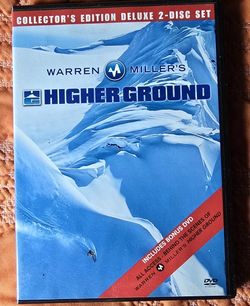 COLLECTOR'S EDITION DELUXE 2-DISC SET
WARREN MILLER'S
HIGHER GROUND
INCLUDES BONUS DVD
ALL ACCESS: BEHIND THE SCENES OF
WARREN MILLER'S HIGHER GROUND
DVD